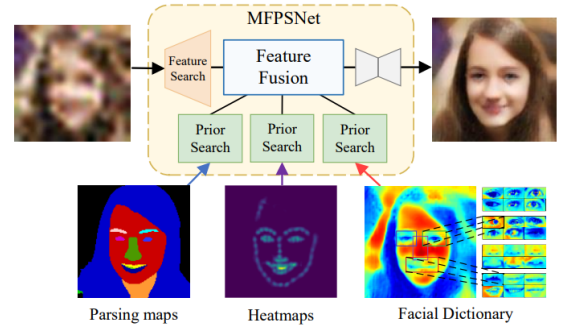 MFPSNet
Feature
Search
Feature
Fusion
Prior
Search
Prior
Search
Prior
Search
Parsing maps
Heatmaps
Facial Dictionary